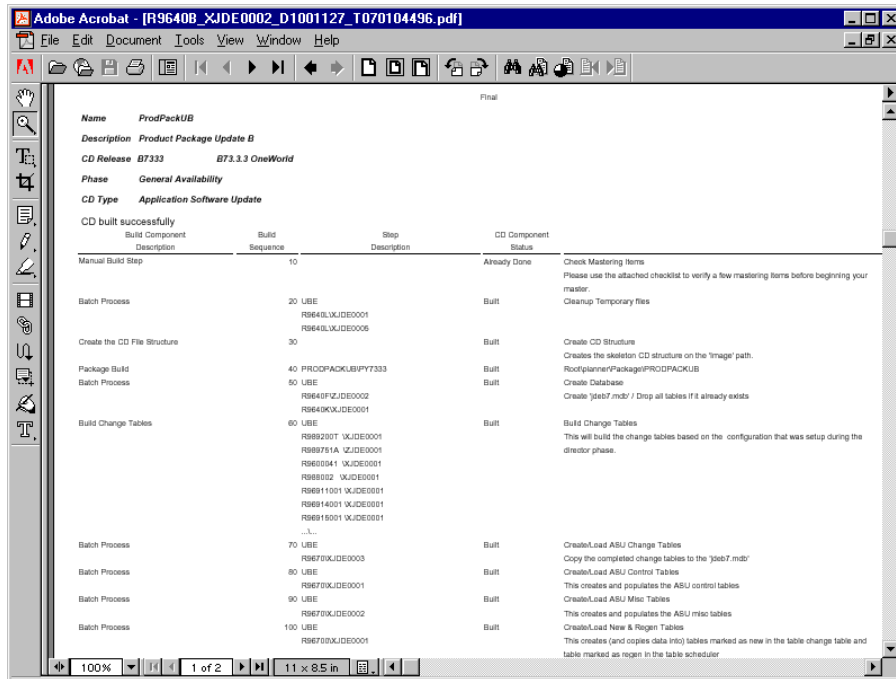 Adobe Acrobat - [R9640B_XJDE0002_D1001127_T070104496.pdf]
File Edit Document Tools View Window Help
Final
Name ProdPackUB
Description Product Package Update B
CD Release B7333 B73.3.3 OneWorld
Phase General Availability
CD Type Application Software Update
CD built successfully
Build Component Build Step CD Component
Description Sequence Description Status
Manual Build Step 10 Already Done Check Mastering Items
Please use the attached checklist to verify a few mastering items before beginning your
master.
Batch Process 20 UBE Built Cleanup Temporary files
R9640L\XJDE0001
R9640L\XJDE0005
Create the CD File Structure 30 Built Create CD Structure
Creates the skeleton CD structure on the 'image' path.
Package Build 40 PRODPACKUB\PY7333 Built Root\planner\Package\PRODPACKUB
Batch Process 50 UBE Built Create Database
R9640F\ZJDE0002 Create 'jdeb7.mdb' / Drop all tables if it already exists
R9640K\XJDE0001
Build Change Tables 60 UBE Built Build Change Tables
R989200T \XJDE0001 This will build the change tables based on the configuration that was setup during the
R989751A \ZJDE0001 director phase.
R9600041 \XJDE0001
R988002 \XJDE0001
R96911001 \XJDE0001
R96914001 \XJDE0001
R96915001 \XJDE0001
...\...
Batch Process 70 UBE Built Create/Load ASU Change Tables
R9670\XJDE0003 Copy the completed change tables to the 'jdeb7.mdb'
Batch Process 80 UBE Built Create/Load ASU Control Tables
R9670\XJDE0001 This creates and populates the ASU control tables
Batch Process 90 UBE Built Create/Load ASU Misc Tables
R9670\XJDE0002 This creates and populates the ASU misc tables
Batch Process 100 UBE Built Create/Load New & Regen Tables
R96700\XJDE0001 This creates (and copies data into) tables marked as new in the table change table and
table marked as regen in the table scheduler
100% 1 of 2 11 x 8.5 in